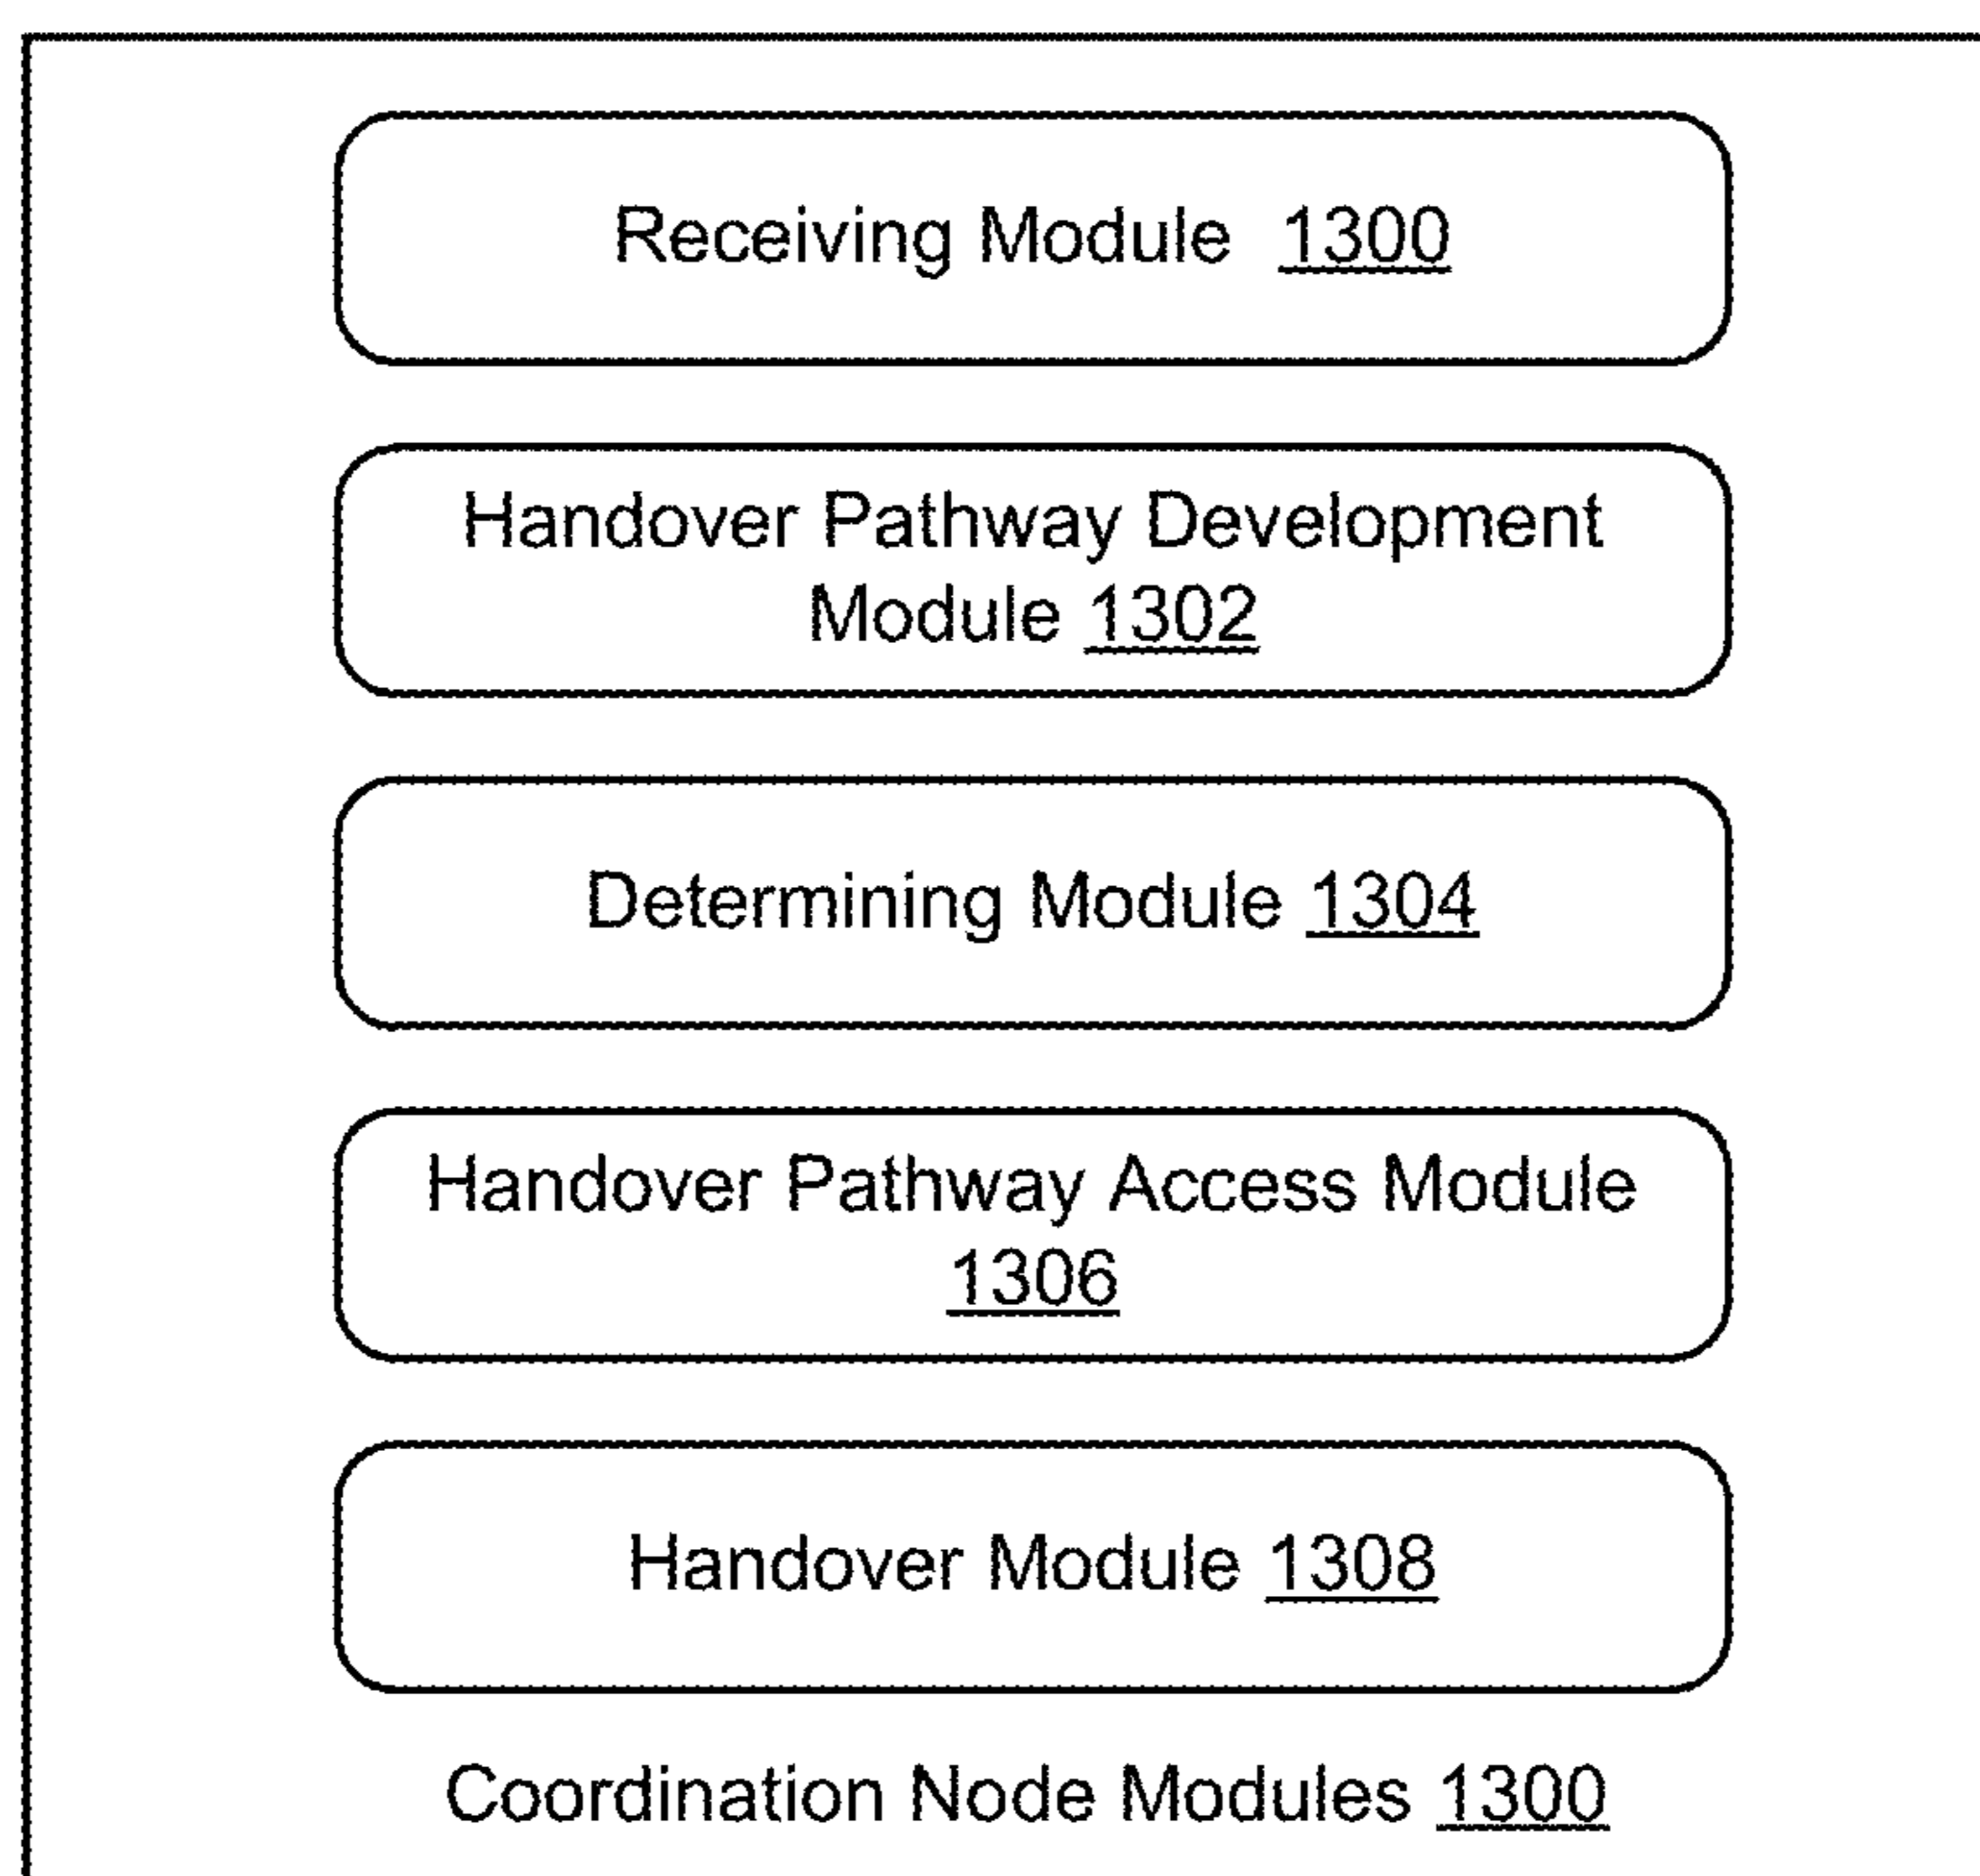 Receiving Module 1300
Handover Pathway Development
Module 1302
Determining Module 1304
Handover Pathway Access Module
1306
Handover Module 1308
Coordination Node Modules 1300